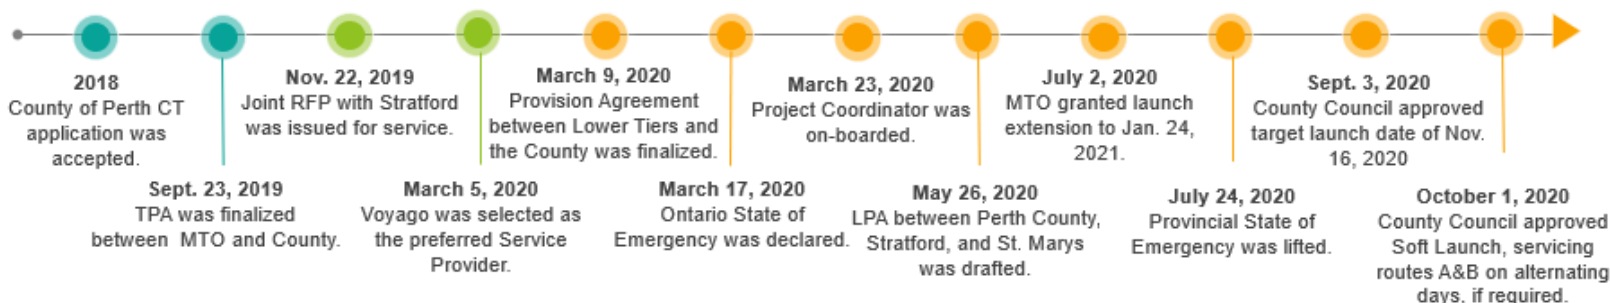 2018
County of Perth CT
application was
accepted.
Sept. 23, 2019
TPA was finalized
between MTO and County.
Nov. 22, 2019
Joint RFP with Stratford
was issued for service.
March 5, 2020
Voyago was selected as
the preferred Service
Provider.
March 9, 2020
Provision Agreement
between Lower Tiers and
the County was finalized.
March 17, 2020
Ontario State of
Emergency was declared.
March 23, 2020
Project Coordinator was
on-boarded.
May 26, 2020
LPA between Perth County,
Stratford, and St. Marys
was drafted.
July 2, 2020
MTO granted launch
extension to Jan. 24,
2021.
July 24, 2020
Provincial State of
Emergency was lifted.
Sept. 3, 2020
County Council approved
target launch date of Nov.
16, 2020
October 1, 2020
County Council approved
Soft Launch, servicing
routes A&B on alternating
days, if required.